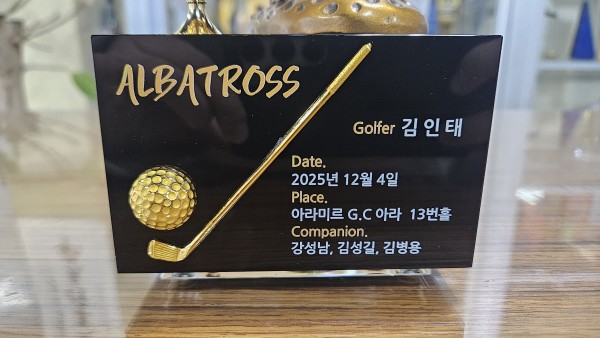 ALBATROSS
Golfer 김인태
Date.
2025년 12월 4일
Place.
아라미르 G.C 아라 13번홀
Companion.
강성남, 김성길, 김병용